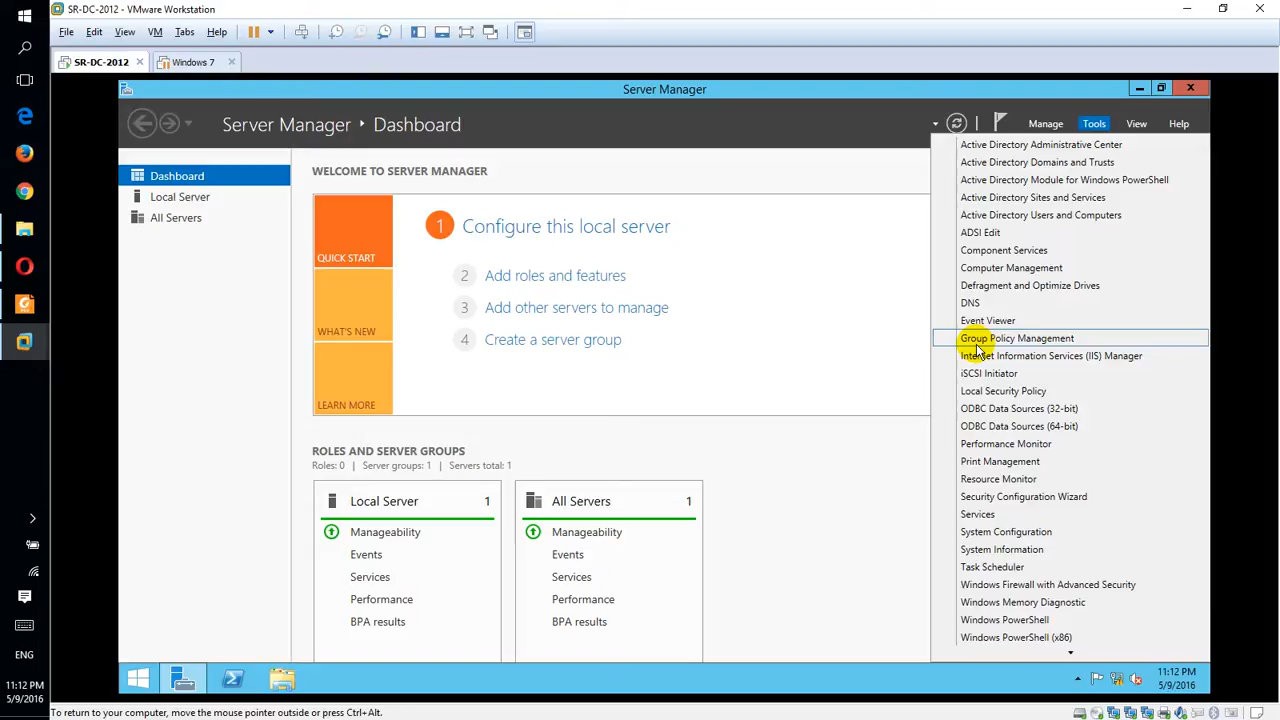 SR-DC-2012 - VMware Workstation
File Edit View VM Tabs Help
SR-DC-2012
Windows 7
Server Manager
Server Manager ‣ Dashboard
Manage Tools View Help
Dashboard
Local Server
All Servers
WELCOME TO SERVER MANAGER
QUICK START
WHAT'S NEW
LEARN MORE
1 Configure this local server
2 Add roles and features
3 Add other servers to manage
4 Create a server group
ROLES AND SERVER GROUPS
Roles: 0 | Server groups: 1 | Servers total: 1
Local Server 1
Manageability
Events
Services
Performance
BPA results
All Servers 1
Manageability
Events
Services
Performance
BPA results
Active Directory Administrative Center
Active Directory Domains and Trusts
Active Directory Module for Windows PowerShell
Active Directory Sites and Services
Active Directory Users and Computers
ADSI Edit
Component Services
Computer Management
Defragment and Optimize Drives
DNS
Event Viewer
Group Policy Management
Internet Information Services (IIS) Manager
iSCSI Initiator
Local Security Policy
ODBC Data Sources (32-bit)
ODBC Data Sources (64-bit)
Performance Monitor
Print Management
Resource Monitor
Security Configuration Wizard
Services
System Configuration
System Information
Task Scheduler
Windows Firewall with Advanced Security
Windows Memory Diagnostic
Windows PowerShell
Windows PowerShell (x86)
11:12 PM
5/9/2016
ENG
11:12 PM
5/9/2016
To return to your computer, move the mouse pointer outside or press Ctrl+Alt.